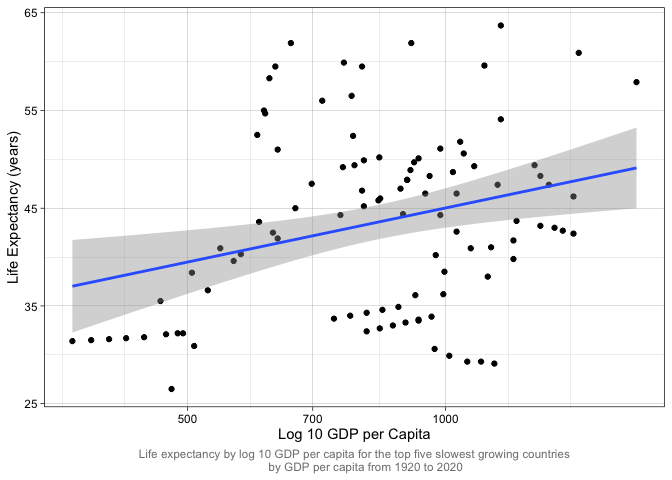 65
55
45
35
25
Life Expectancy (years)
500
700
1000
Log 10 GDP per Capita
Life expectancy by log 10 GDP per capita for the top five slowest growing countries
by GDP per capita from 1920 to 2020